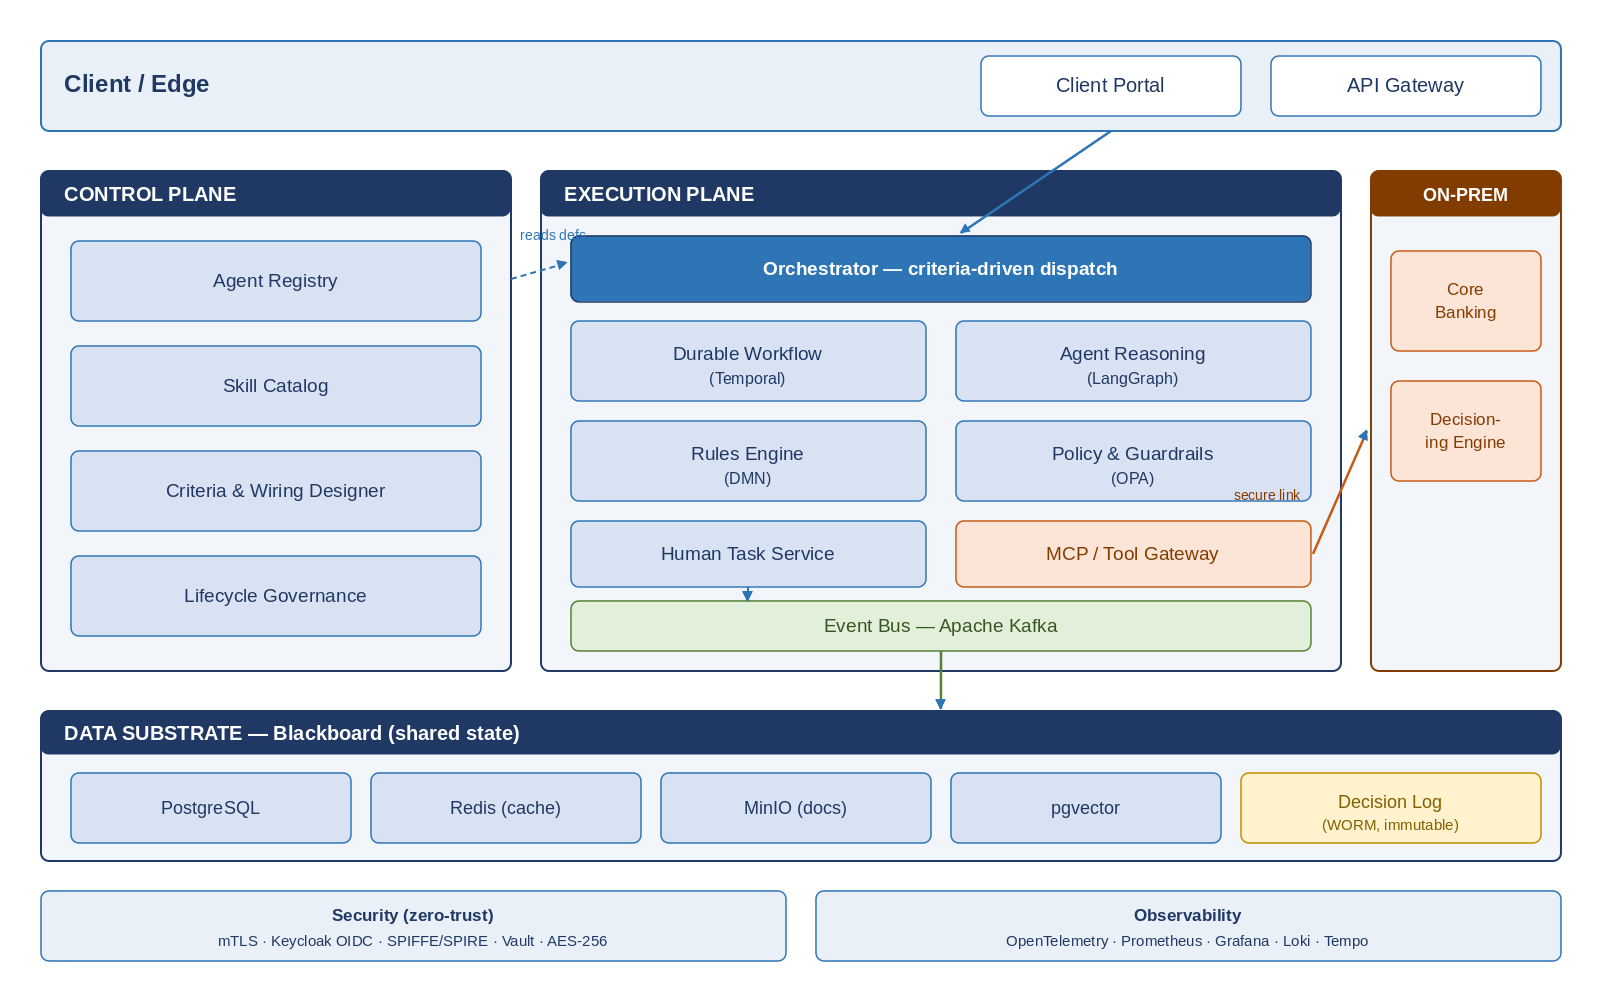 Client / Edge
Client Portal
API Gateway
CONTROL PLANE
Agent Registry
Skill Catalog
Criteria & Wiring Designer
Lifecycle Governance
reads defs
EXECUTION PLANE
Orchestrator — criteria-driven dispatch
Durable Workflow
(Temporal)
Agent Reasoning
(LangGraph)
Rules Engine
(DMN)
Policy & Guardrails
(OPA)
secure link
Human Task Service
MCP / Tool Gateway
Event Bus — Apache Kafka
ON-PREM
Core
Banking
Decision-
ing Engine
DATA SUBSTRATE — Blackboard (shared state)
PostgreSQL
Redis (cache)
MinIO (docs)
pgvector
Decision Log
(WORM, immutable)
Security (zero-trust)
mTLS · Keycloak OIDC · SPIFFE/SPIRE · Vault · AES-256
Observability
OpenTelemetry · Prometheus · Grafana · Loki · Tempo